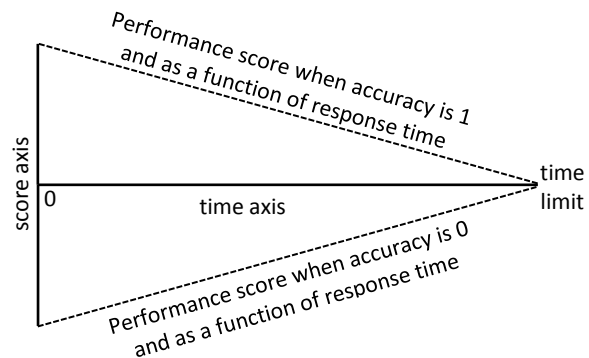 Performance score when accuracy is 1
and as a function of response time
score axis
0
time axis
time
limit
Performance score when accuracy is 0
and as a function of response time